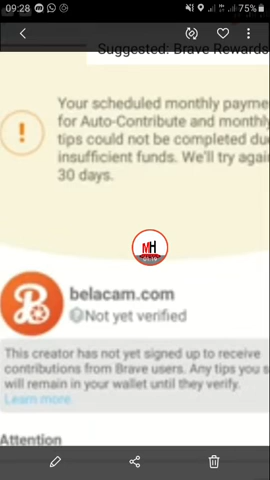 09:28
75%
Suggested: Brave Rewards
Your scheduled monthly payme
for Auto-Contribute and monthly
tips could not be completed du
insufficient funds. We'll try agai
30 days.
MH
01:19
belacam.com
Not yet verified
This creator has not yet signed up to receive
contributions from Brave users. Any tips you s
will remain in your wallet until they verify.
Learn more.
Attention